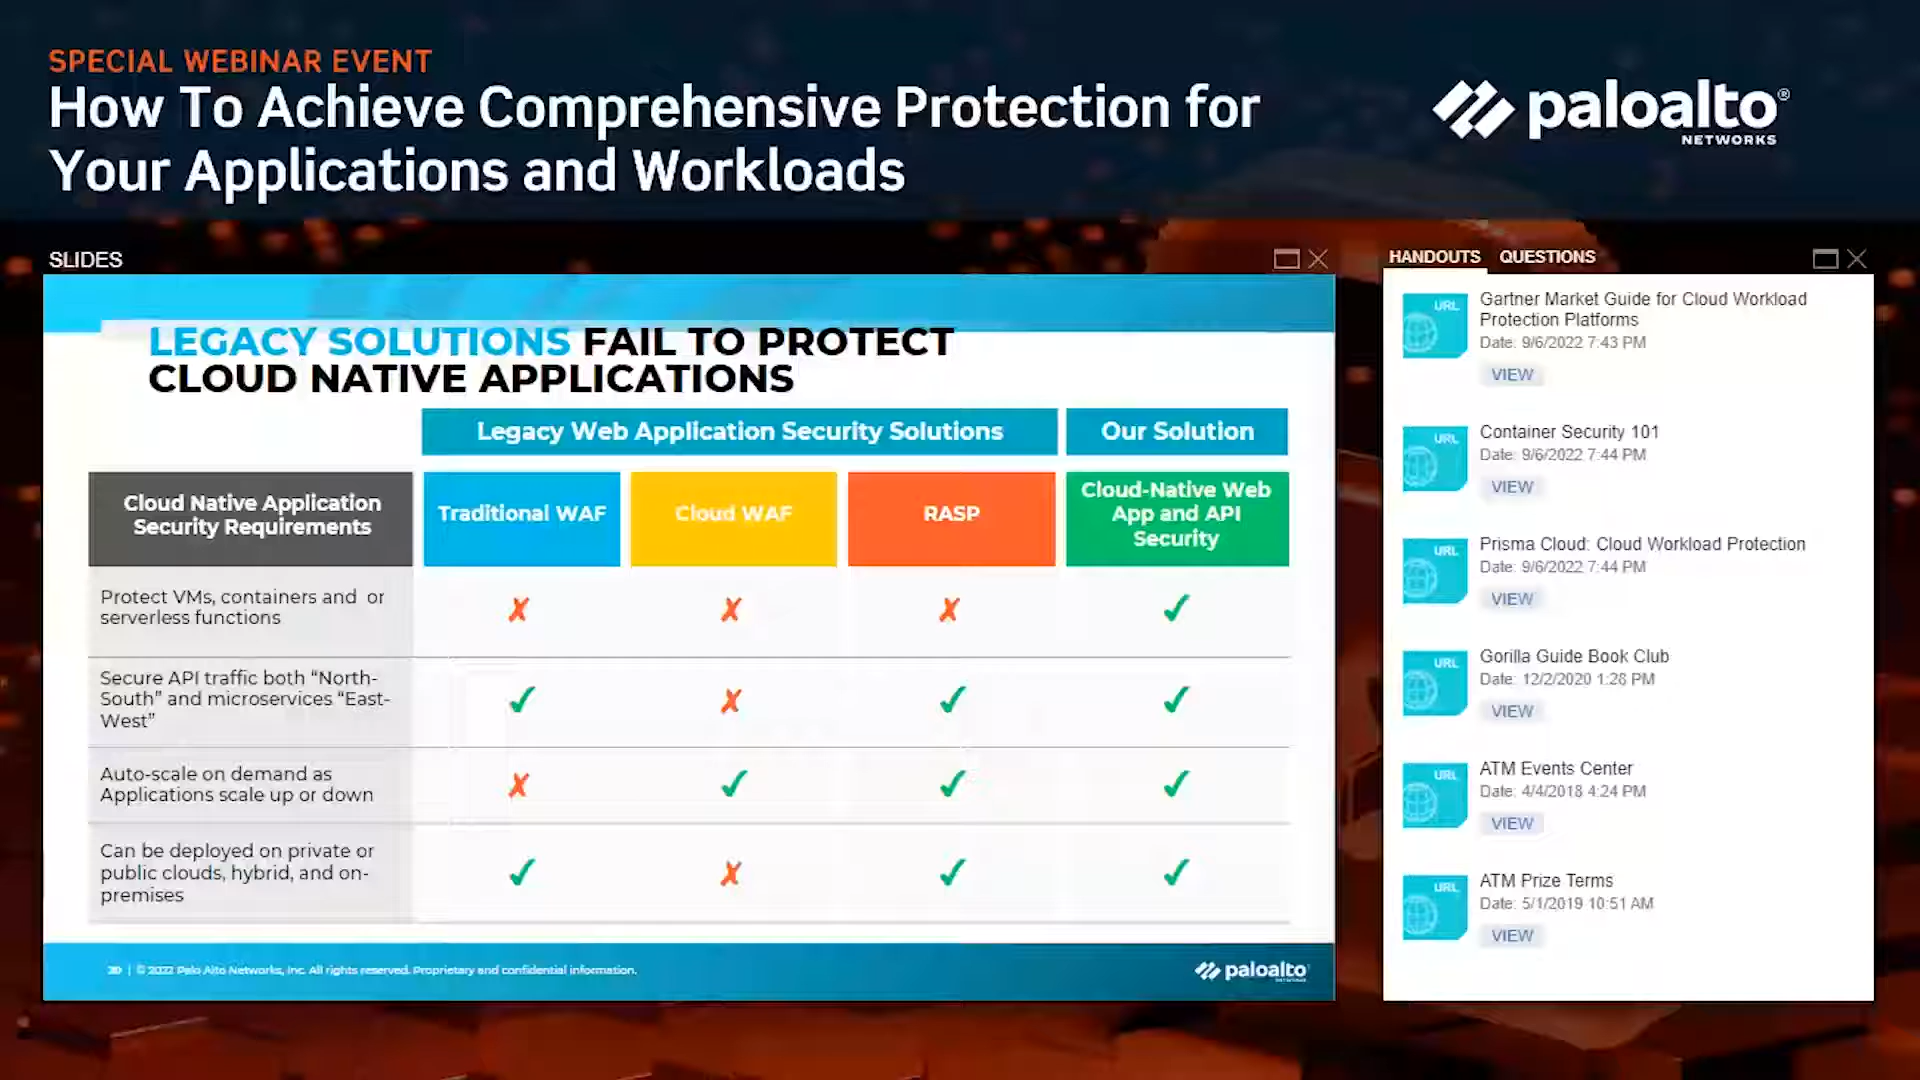 SPECIAL WEBINAR EVENT
How To Achieve Comprehensive Protection for
Your Applications and Workloads
paloalto®
NETWORKS
SLIDES
LEGACY SOLUTIONS FAIL TO PROTECT
CLOUD NATIVE APPLICATIONS
Legacy Web Application Security Solutions
Our Solution
Cloud Native Application
Security Requirements
Traditional WAF
Cloud WAF
RASP
Cloud-Native Web
App and API
Security
Protect VMs, containers and or
serverless functions
✗ ✗ ✗ ✓
Secure API traffic both “North-
South” and microservices “East-
West”
✓ ✗ ✓ ✓
Auto-scale on demand as
Applications scale up or down
✗ ✓ ✓ ✓
Can be deployed on private or
public clouds, hybrid, and on-
premises
✓ ✗ ✓ ✓
20 | © 2022 Palo Alto Networks, Inc. All rights reserved. Proprietary and confidential information.
paloalto
NETWORKS
HANDOUTS QUESTIONS
URL
Gartner Market Guide for Cloud Workload
Protection Platforms
Date: 9/6/2022 7:43 PM
VIEW
URL
Container Security 101
Date: 9/6/2022 7:44 PM
VIEW
URL
Prisma Cloud: Cloud Workload Protection
Date: 9/6/2022 7:44 PM
VIEW
URL
Gorilla Guide Book Club
Date: 12/2/2020 1:28 PM
VIEW
URL
ATM Events Center
Date: 4/4/2018 4:24 PM
VIEW
URL
ATM Prize Terms
Date: 5/1/2019 10:51 AM
VIEW